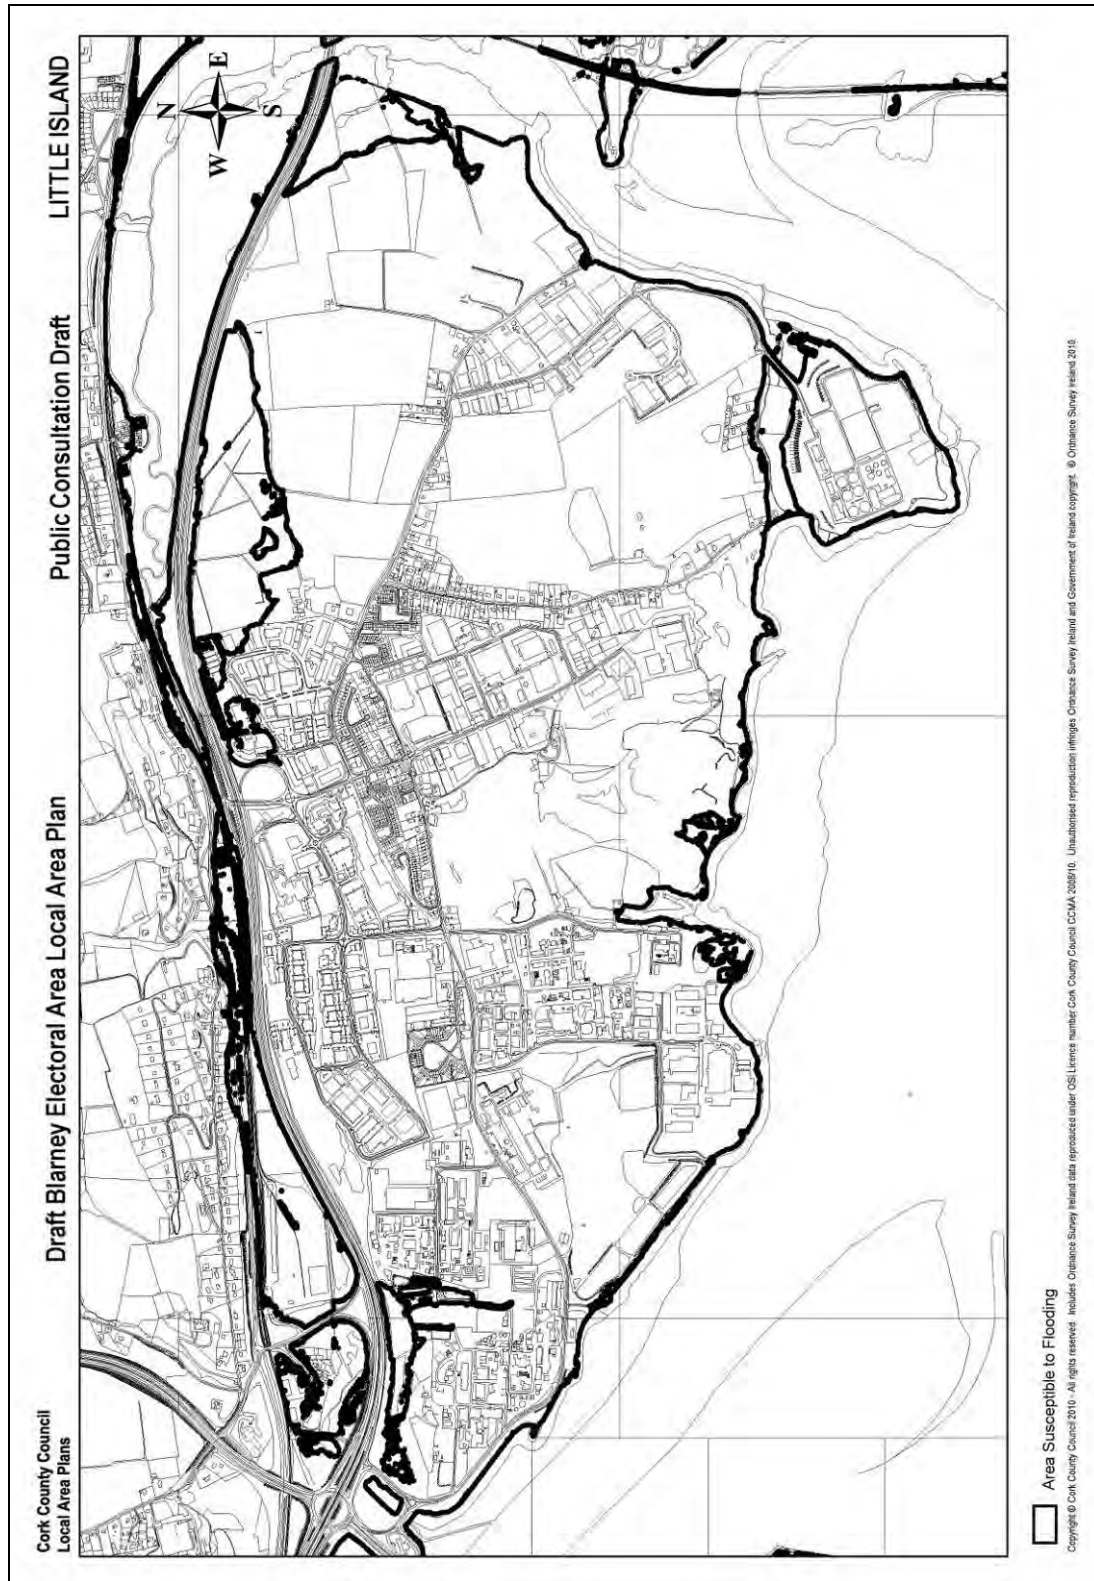 Cork County Council
Local Area Plans
Draft Blarney Electoral Area Local Area Plan
Public Consultation Draft
LITTLE ISLAND
N
E
S
W
Area Susceptible to Flooding
Copyright © Cork County Council 2010 - All rights reserved. Includes Ordnance Survey Ireland data reproduced under OSi Licence number Cork County Council CCMA 2009/10. Unauthorised reproduction infringes Ordnance Survey Ireland and Government of Ireland copyright. © Ordnance Survey Ireland 2010.